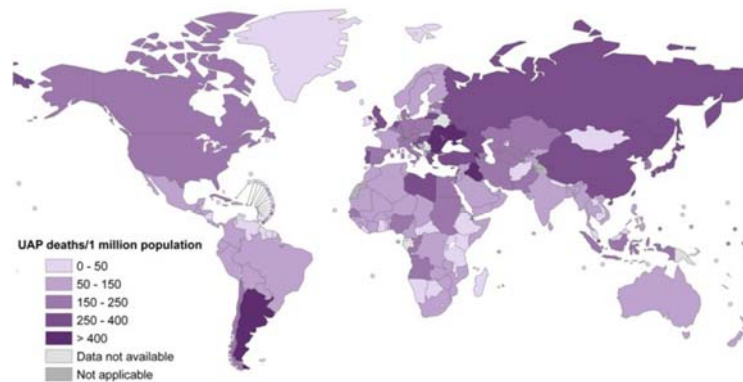 UAP deaths/1 million population
0 - 50
50 - 150
150 - 250
250 - 400
> 400
Data not available
Not applicable